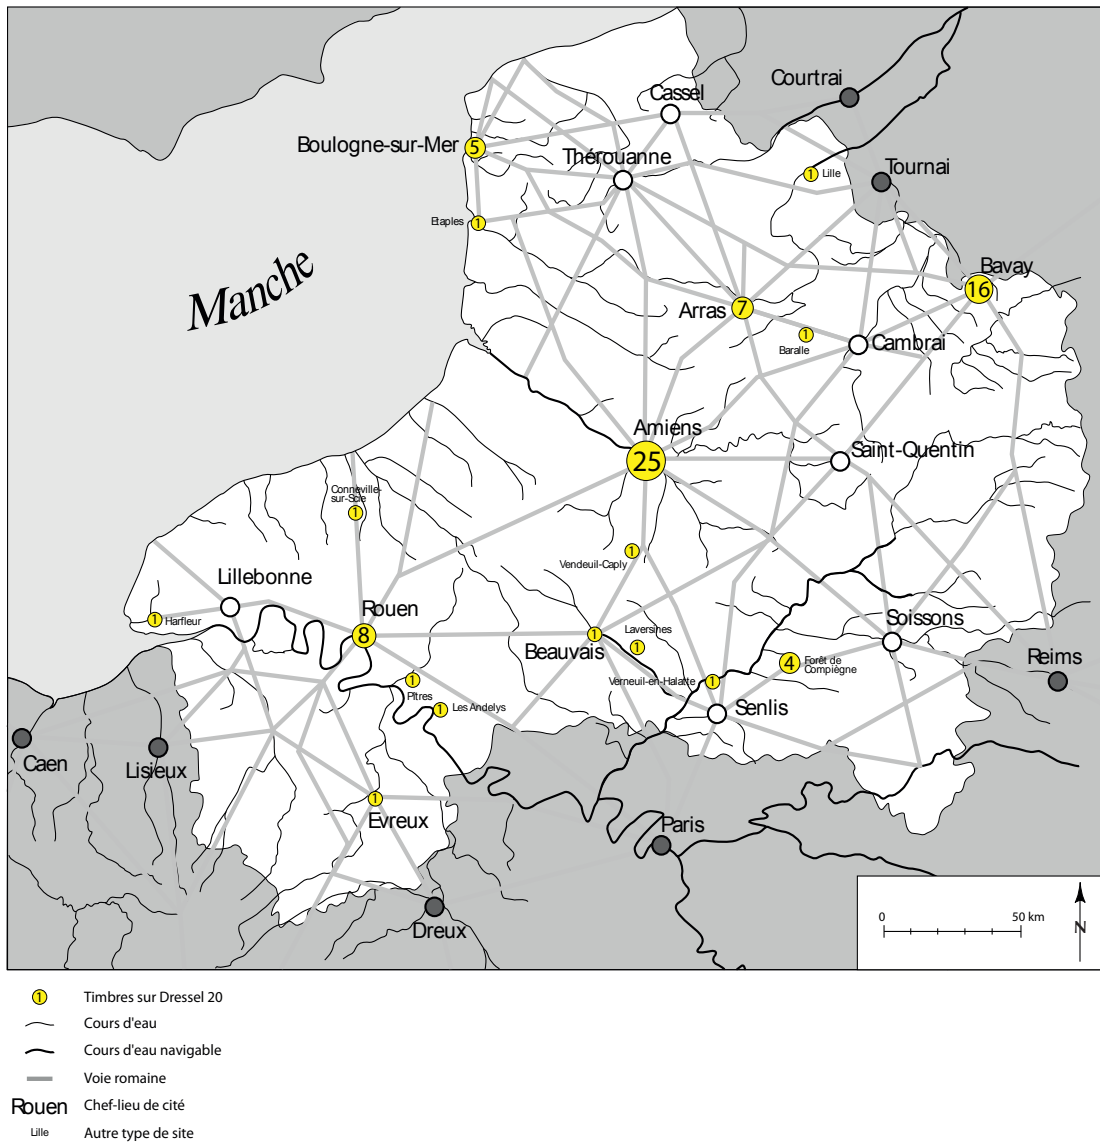 Courtrai
Cassel
Boulogne-sur-Mer
5
Thérouanne
1
Lille
Tournai
Etaples
1
Manche
Bavay
16
Arras
7
1
Baralle
Cambrai
Amiens
25
Saint-Quentin
Conneville-
sur-Scie
1
Vendeuil-Caply
1
Lillebonne
1
Harfleur
Rouen
8
Beauvais
1
Laversines
1
Soissons
4
Forêt de
Compiègne
Reims
Verneuil-en-Halatte
1
1
Pîtres
1
Les Andelys
Senlis
Caen
Lisieux
1
Evreux
Paris
Dreux
0
50 km
N
1
Timbres sur Dressel 20
Cours d'eau
Cours d'eau navigable
Voie romaine
Rouen
Chef-lieu de cité
Lille
Autre type de site